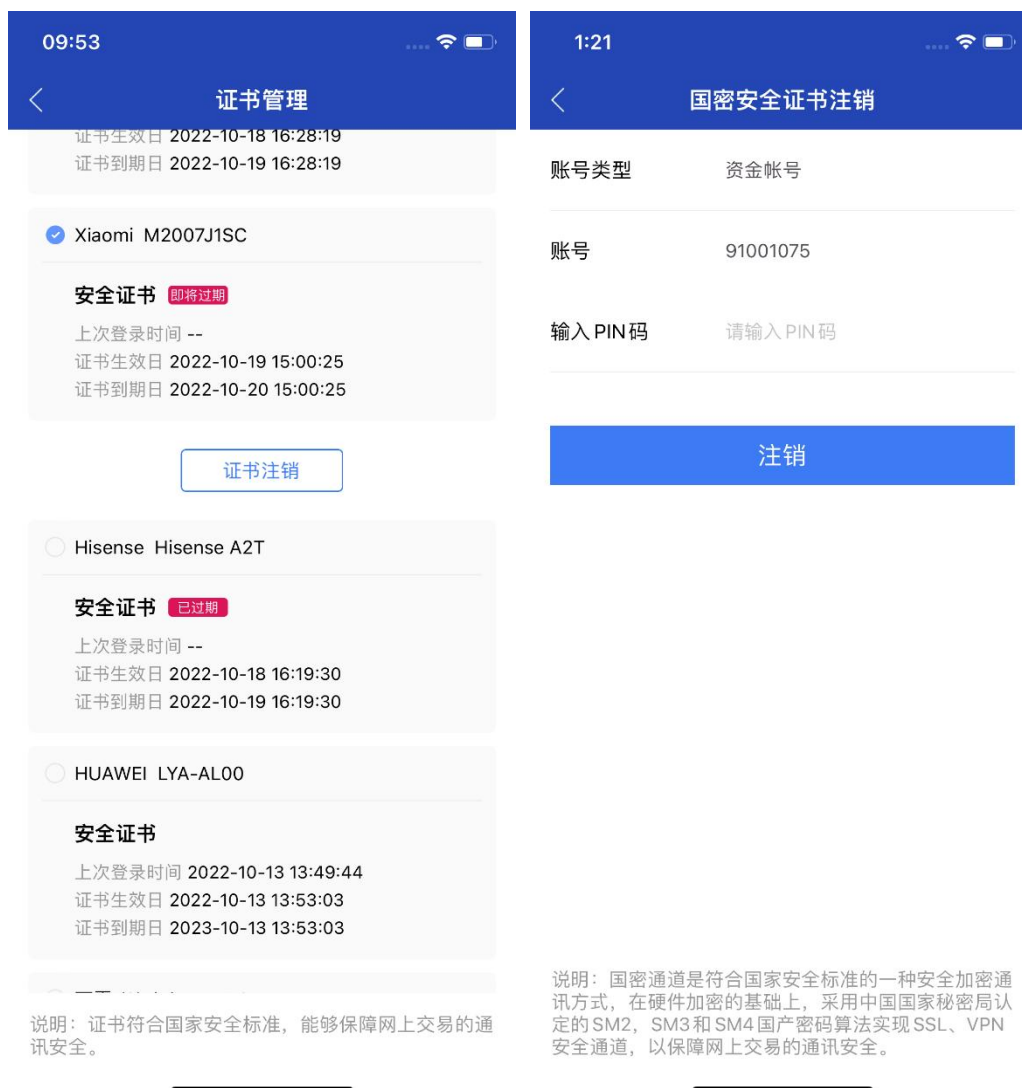 09:53
证书管理
证书生效日 2022-10-18 16:28:19
证书到期日 2022-10-19 16:28:19
Xiaomi M2007J1SC
安全证书 即将过期
上次登录时间 --
证书生效日 2022-10-19 15:00:25
证书到期日 2022-10-20 15:00:25
证书注销
Hisense Hisense A2T
安全证书 已过期
上次登录时间 --
证书生效日 2022-10-18 16:19:30
证书到期日 2022-10-19 16:19:30
HUAWEI LYA-AL00
安全证书
上次登录时间 2022-10-13 13:49:44
证书生效日 2022-10-13 13:53:03
证书到期日 2023-10-13 13:53:03
说明：证书符合国家安全标准，能够保障网上交易的通
讯安全。
1:21
国密安全证书注销
账号类型 资金帐号
账号 91001075
输入PIN码 请输入PIN码
注销
说明：国密通道是符合国家安全标准的一种安全加密通
讯方式，在硬件加密的基础上，采用中国国家秘密局认
定的SM2，SM3和SM4国产密码算法实现SSL、VPN
安全通道，以保障网上交易的通讯安全。